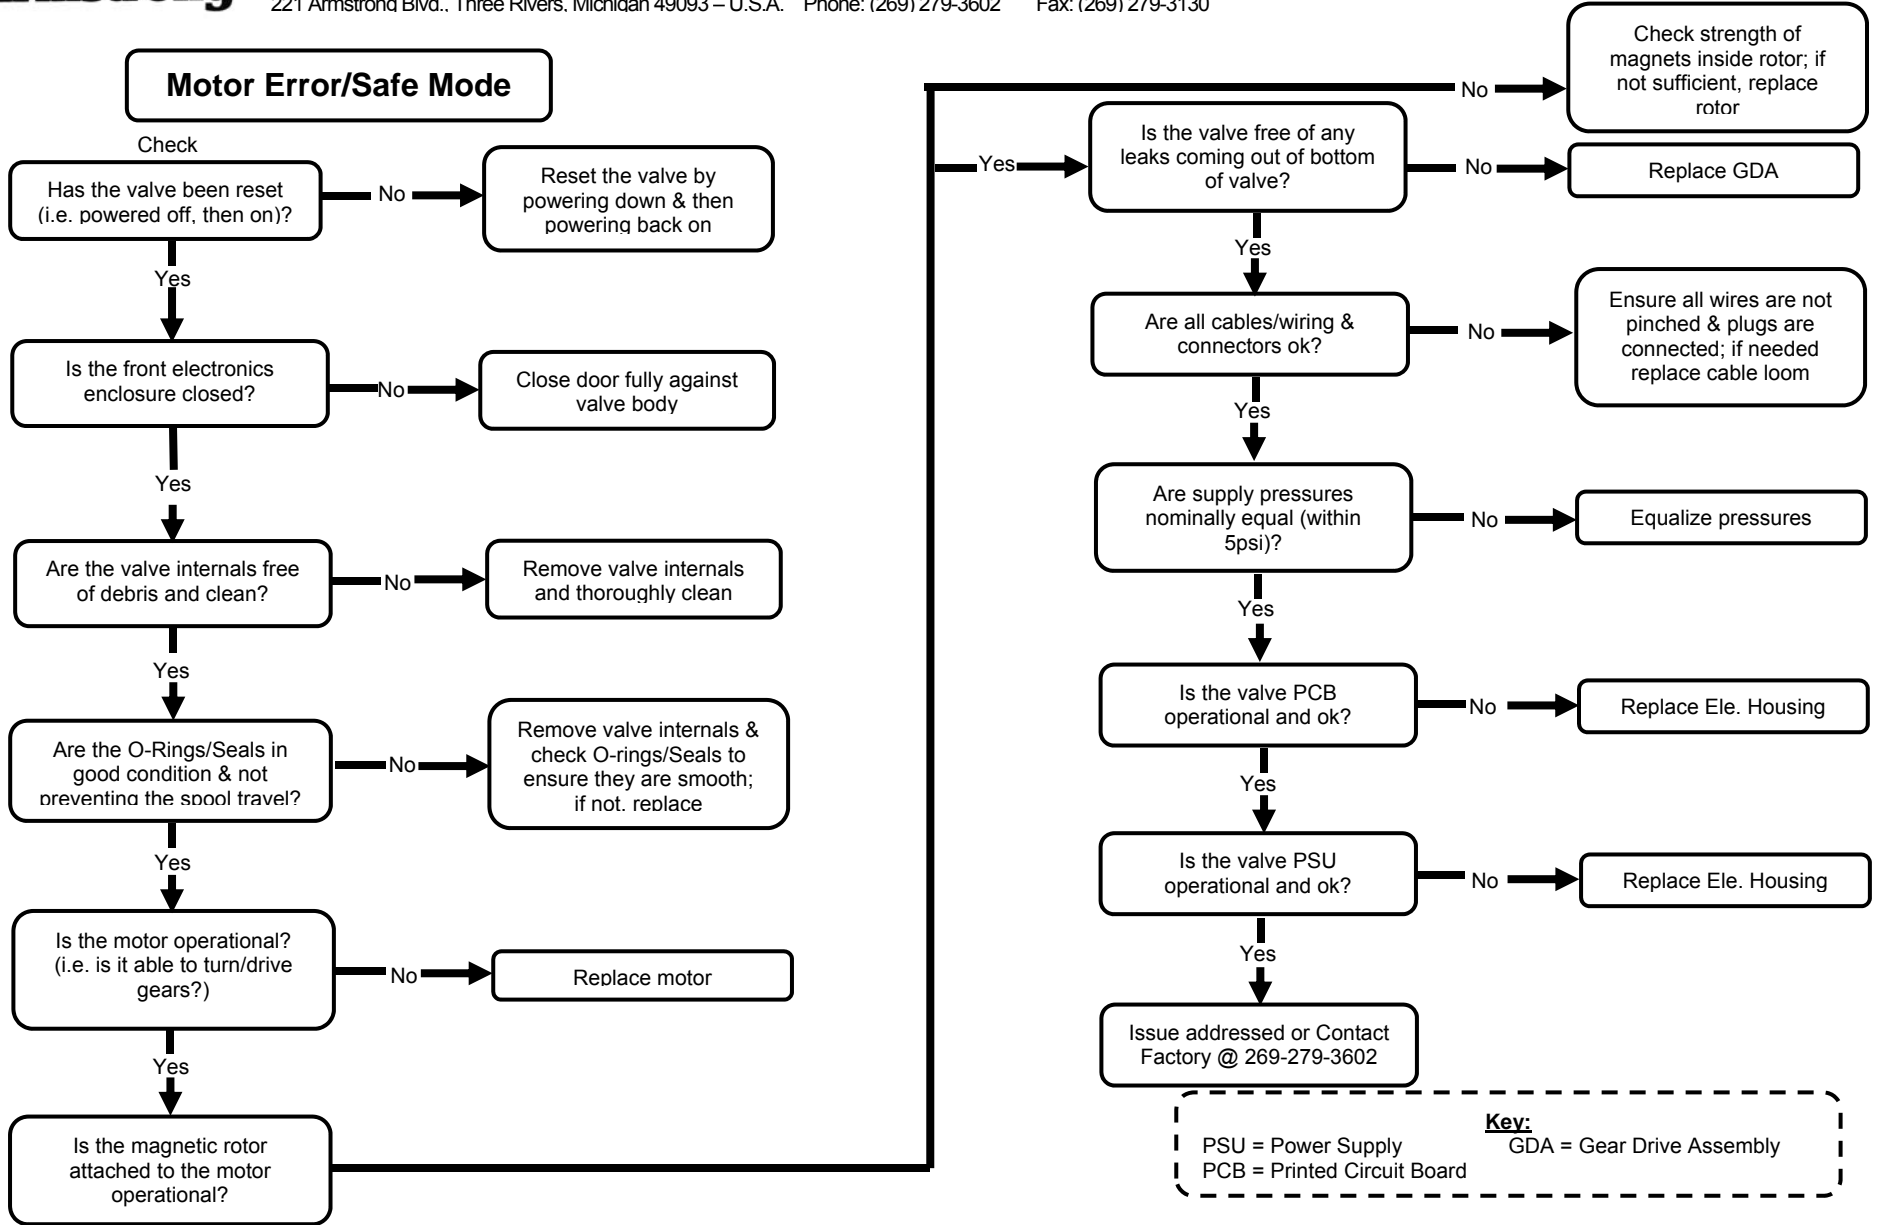 Armstrong
221 Armstrong Blvd., Three Rivers, Michigan 49093 – U.S.A. Phone: (269) 279-3602 Fax: (269) 279-3130
Motor Error/Safe Mode
Check
Has the valve been reset
(i.e. powered off, then on)?
No
Reset the valve by
powering down & then
powering back on
Yes
Is the front electronics
enclosure closed?
No
Close door fully against
valve body
Yes
Are the valve internals free
of debris and clean?
No
Remove valve internals
and thoroughly clean
Yes
Are the O-Rings/Seals in
good condition & not
preventing the spool travel?
No
Remove valve internals &
check O-rings/Seals to
ensure they are smooth;
if not, replace
Yes
Is the motor operational?
(i.e. is it able to turn/drive
gears?)
No
Replace motor
Yes
Is the magnetic rotor
attached to the motor
operational?
No
Check strength of
magnets inside rotor; if
not sufficient, replace
rotor
Yes
Is the valve free of any
leaks coming out of bottom
of valve?
No
Replace GDA
Yes
Are all cables/wiring &
connectors ok?
No
Ensure all wires are not
pinched & plugs are
connected; if needed
replace cable loom
Yes
Are supply pressures
nominally equal (within
5psi)?
No
Equalize pressures
Yes
Is the valve PCB
operational and ok?
No
Replace Ele. Housing
Yes
Is the valve PSU
operational and ok?
No
Replace Ele. Housing
Yes
Issue addressed or Contact
Factory @ 269-279-3602
Key:
PSU = Power Supply GDA = Gear Drive Assembly
PCB = Printed Circuit Board